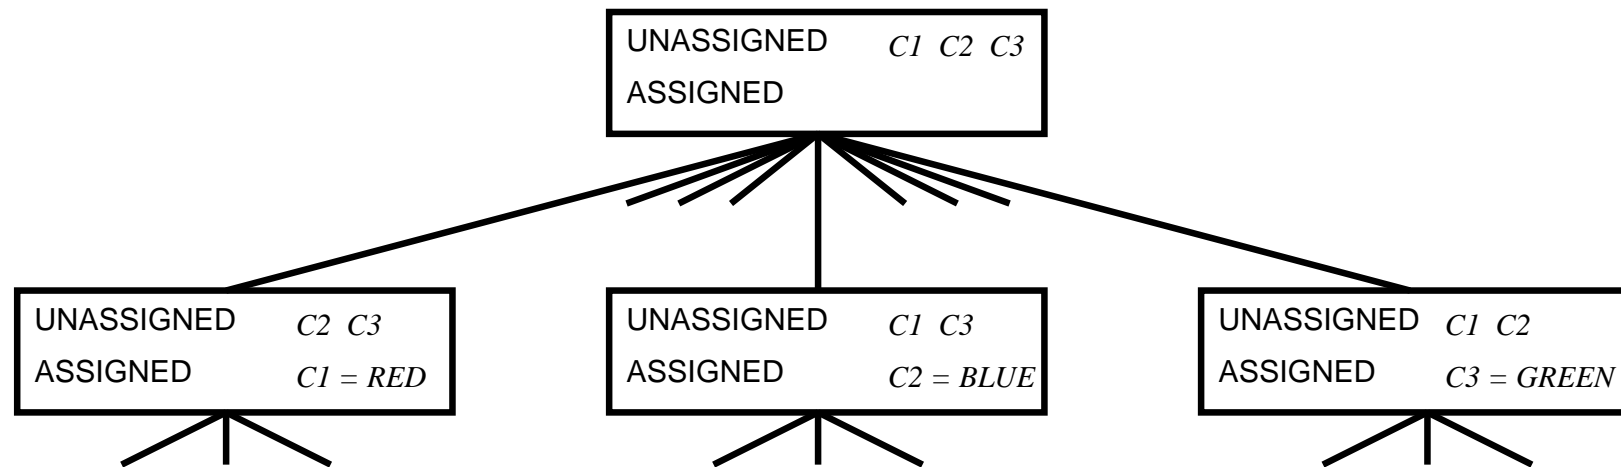 UNASSIGNED C1 C2 C3
ASSIGNED
UNASSIGNED C2 C3
ASSIGNED C1 = RED
UNASSIGNED C1 C3
ASSIGNED C2 = BLUE
UNASSIGNED C1 C2
ASSIGNED C3 = GREEN